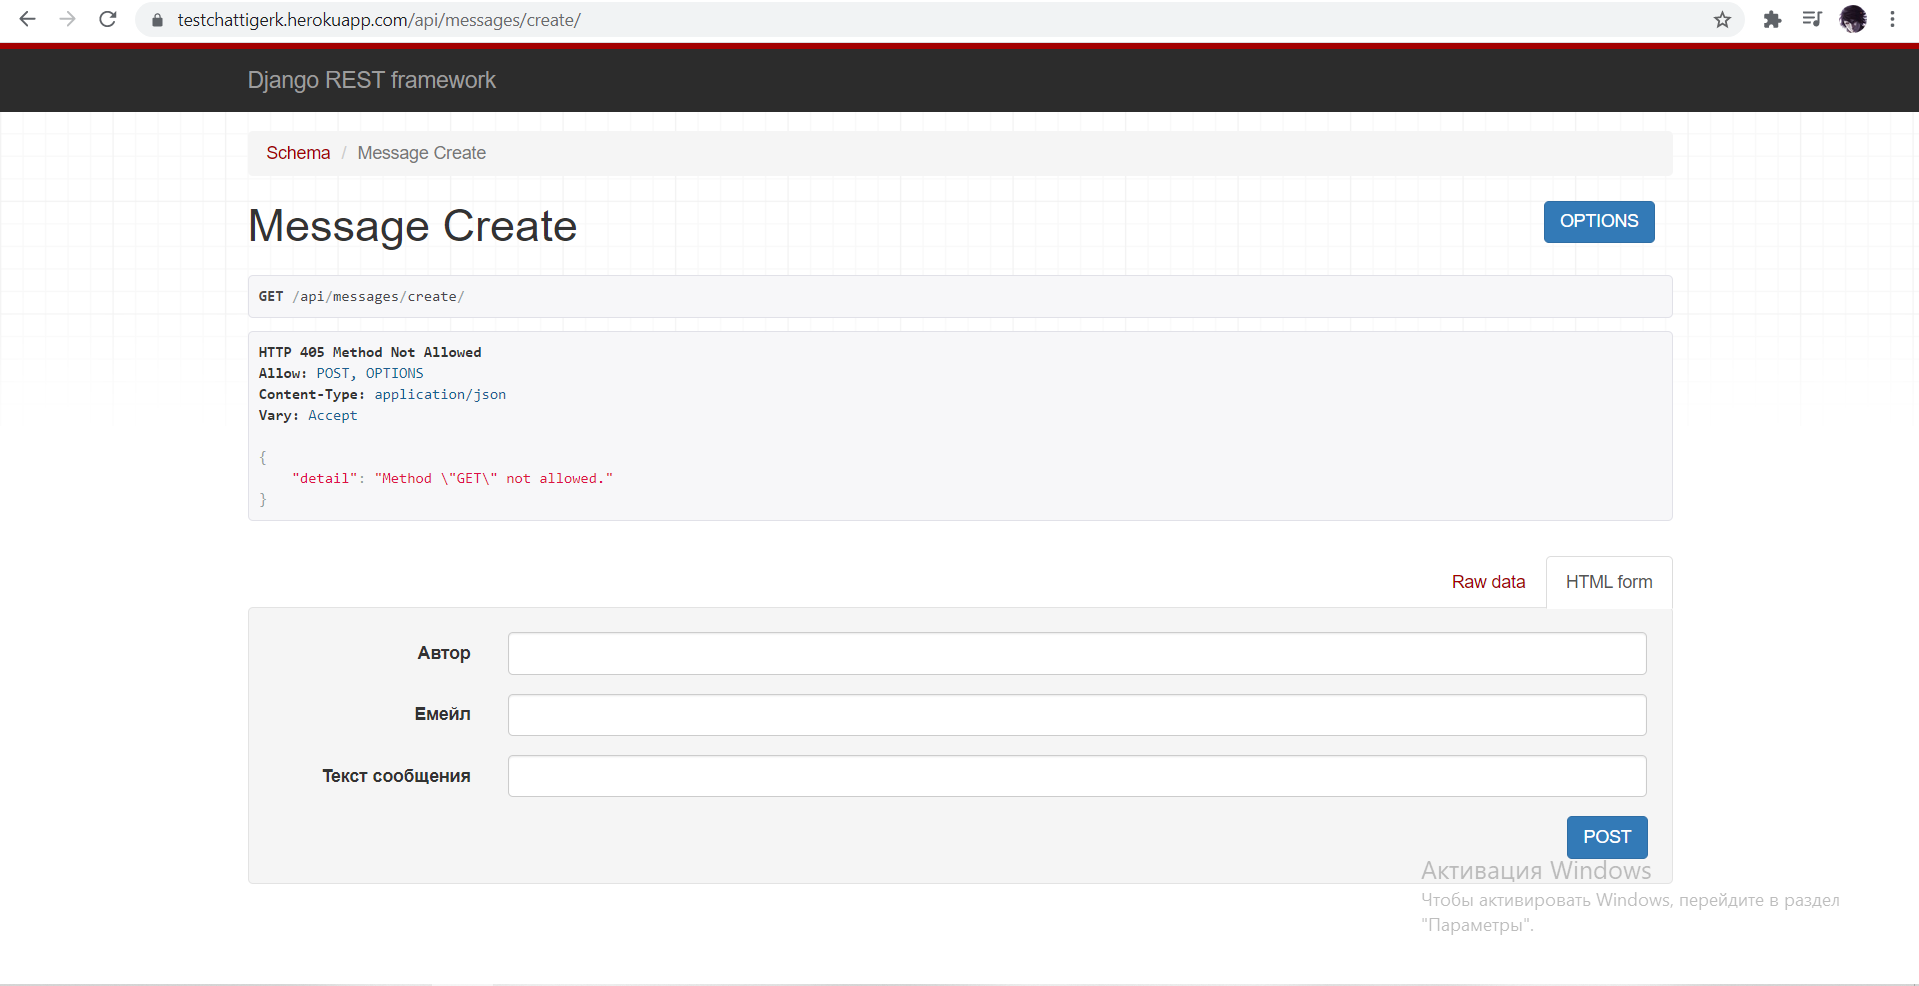 testchattigerk.herokuapp.com/api/messages/create/
Django REST framework
Schema / Message Create
Message Create
OPTIONS
GET /api/messages/create/
HTTP 405 Method Not Allowed
Allow: POST, OPTIONS
Content-Type: application/json
Vary: Accept
{
"detail": "Method \"GET\" not allowed."
}
Raw data
HTML form
Автор
Емейл
Текст сообщения
POST
Активация Windows
Чтобы активировать Windows, перейдите в раздел
"Параметры".